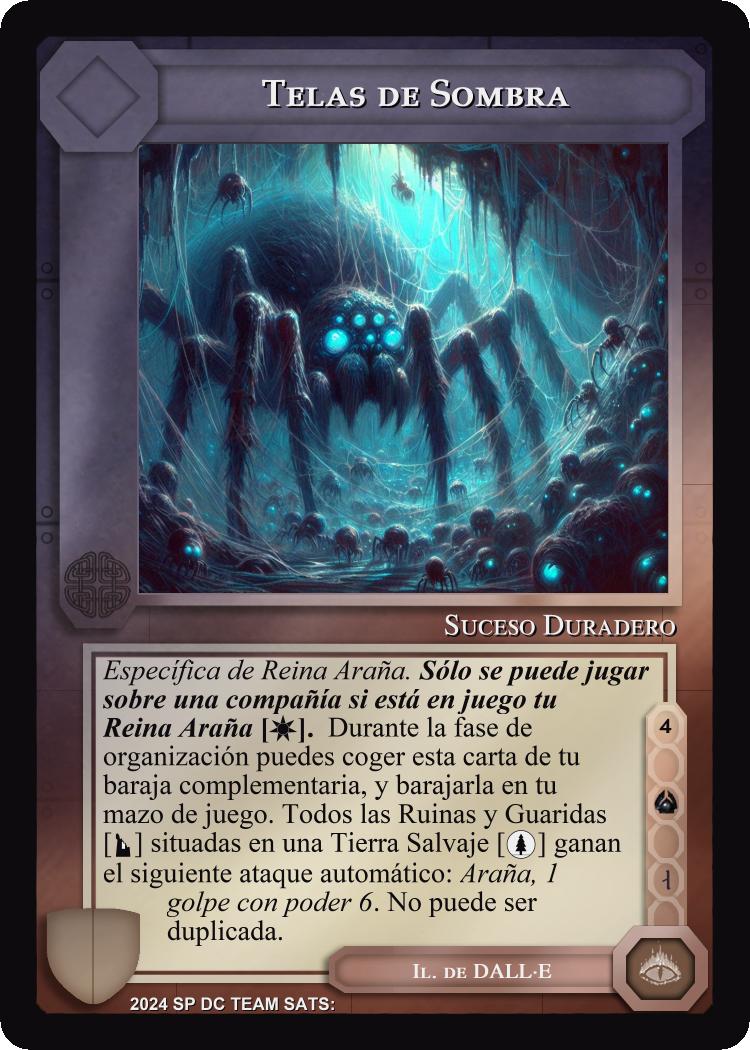 Telas de Sombra
Suceso Duradero
Específica de Reina Araña. Sólo se puede jugar
sobre una compañía si está en juego tu
Reina Araña [☀]. Durante la fase de
organización puedes coger esta carta de tu
baraja complementaria, y barajarla en tu
mazo de juego. Todos las Ruinas y Guaridas
[ ] situadas en una Tierra Salvaje [ ] ganan
el siguiente ataque automático: Araña, 1
golpe con poder 6. No puede ser
duplicada.
4
Il. de DALL·E
2024 SP DC TEAM SATS: